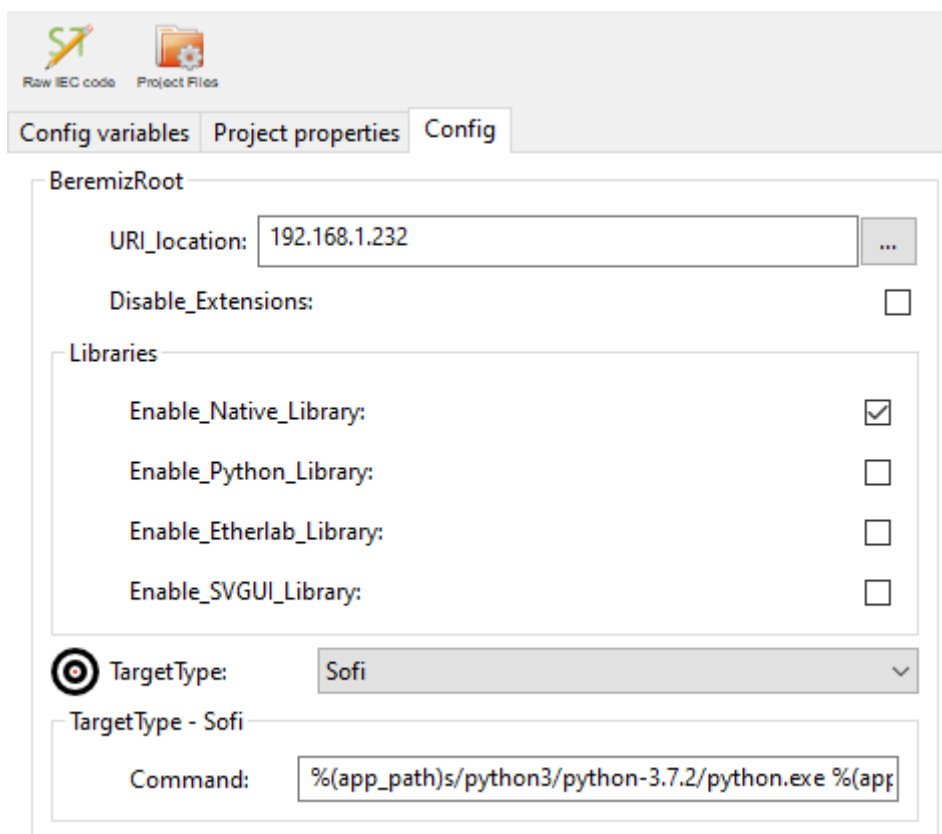 Raw IEC code Project Files
Config variables Project properties Config
BeremizRoot
URI_location: 192.168.1.232 ...
Disable_Extensions:
Libraries
Enable_Native_Library:
Enable_Python_Library:
Enable_Etherlab_Library:
Enable_SVGUI_Library:
TargetType: Sofi
TargetType - Sofi
Command: %(app_path)s/python3/python-3.7.2/python.exe %(app